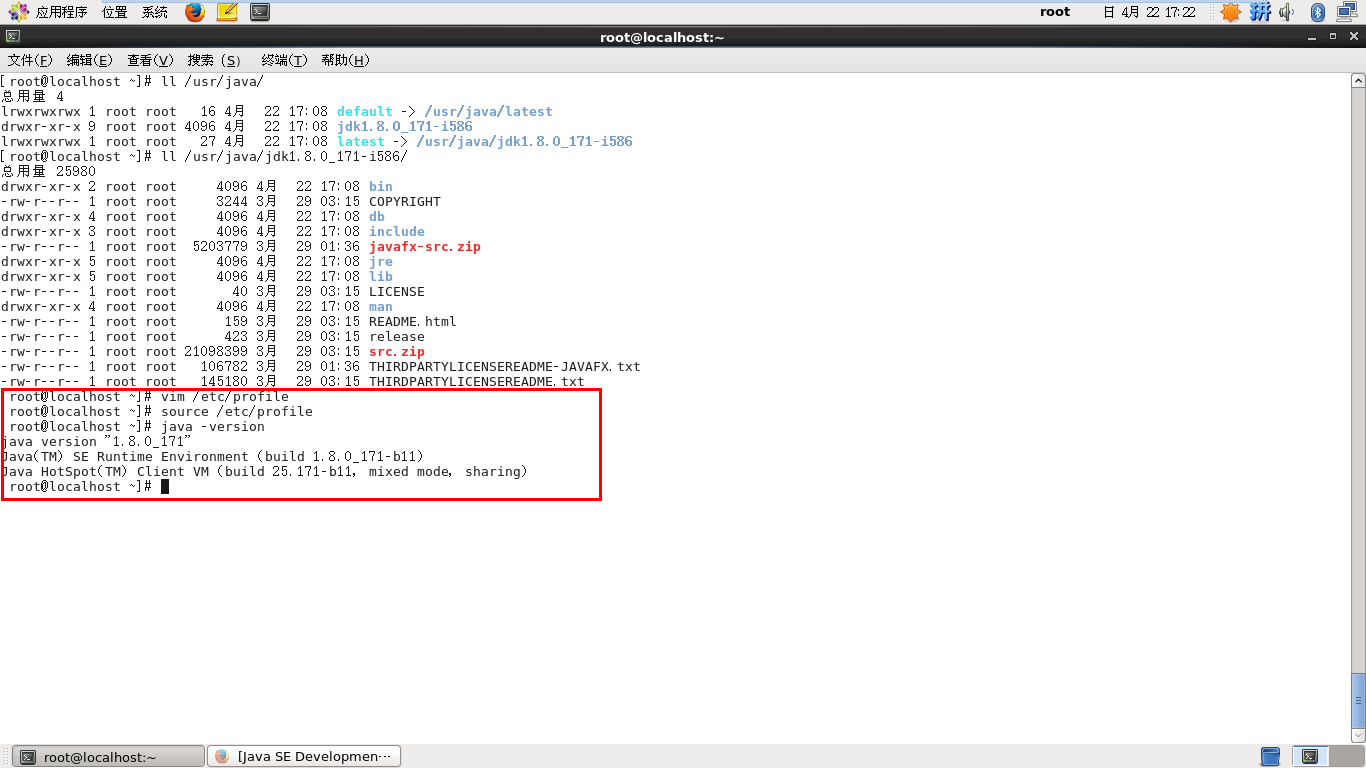 应用程序 位置 系统 root 日 4月 22 17:22
root@localhost:~
文件(F) 编辑(E) 查看(V) 搜索 (S) 终端(T) 帮助(H)
[root@localhost ~]# ll /usr/java/
总用量 4
lrwxrwxrwx 1 root root 16 4月 22 17:08 default -> /usr/java/latest
drwxr-xr-x 9 root root 4096 4月 22 17:08 jdk1.8.0_171-i586
lrwxrwxrwx 1 root root 27 4月 22 17:08 latest -> /usr/java/jdk1.8.0_171-i586
[root@localhost ~]# ll /usr/java/jdk1.8.0_171-i586/
总用量 25980
drwxr-xr-x 2 root root 4096 4月 22 17:08 bin
-rw-r--r-- 1 root root 3244 3月 29 03:15 COPYRIGHT
drwxr-xr-x 4 root root 4096 4月 22 17:08 db
drwxr-xr-x 3 root root 4096 4月 22 17:08 include
-rw-r--r-- 1 root root 5203779 3月 29 01:36 javafx-src.zip
drwxr-xr-x 5 root root 4096 4月 22 17:08 jre
drwxr-xr-x 5 root root 4096 4月 22 17:08 lib
-rw-r--r-- 1 root root 40 3月 29 03:15 LICENSE
drwxr-xr-x 4 root root 4096 4月 22 17:08 man
-rw-r--r-- 1 root root 159 3月 29 03:15 README.html
-rw-r--r-- 1 root root 423 3月 29 03:15 release
-rw-r--r-- 1 root root 21098399 3月 29 03:15 src.zip
-rw-r--r-- 1 root root 106782 3月 29 01:36 THIRDPARTYLICENSEREADME-JAVAFX.txt
-rw-r--r-- 1 root root 145180 3月 29 03:15 THIRDPARTYLICENSEREADME.txt
root@localhost ~]# vim /etc/profile
root@localhost ~]# source /etc/profile
root@localhost ~]# java -version
java version "1.8.0_171"
Java(TM) SE Runtime Environment (build 1.8.0_171-b11)
Java HotSpot(TM) Client VM (build 25.171-b11, mixed mode, sharing)
root@localhost ~]#
root@localhost:~ [Java SE Developmen···